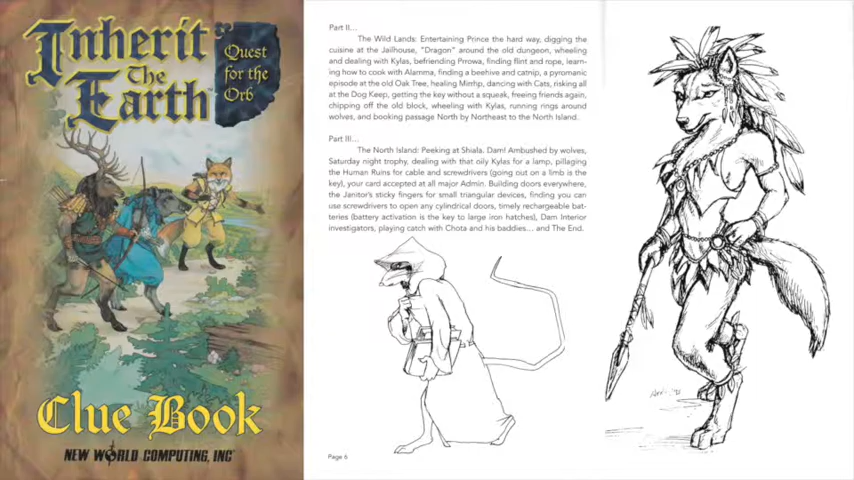 Inherit
The
Earth
Quest
for the
Orb
Clue Book
NEW WORLD COMPUTING, INC
Part II...
The Wild Lands: Entertaining Prince the hard way, digging the
cuisine at the Jailhouse, "Dragon" around the old dungeon, wheeling
and dealing with Kylas, befriending Prrowa, finding flint and rope, learn-
ing how to cook with Alamma, finding a beehive and catnip, a pyromanic
episode at the old Oak Tree, healing Mirrhp, dancing with Cats, risking all
at the Dog Keep, getting the key without a squeak, freeing friends again,
chipping off the old block, wheeling with Kylas, running rings around
wolves, and booking passage North by Northeast to the North Island.
Part III...
The North Island: Peeking at Shiala. Dam! Ambushed by wolves,
Saturday night trophy, dealing with that oily Kylas for a lamp, pillaging
the Human Ruins for cable and screwdrivers (going out on a limb is the
key), your card accepted at all major Admin. Building doors everywhere,
the Janitor's sticky fingers for small triangular devices, finding you can
use screwdrivers to open any cylindrical doors, timely rechargeable bat-
teries (battery activation is the key to large iron hatches), Dam Interior
investigators, playing catch with Chota and his baddies... and The End.
Page 6